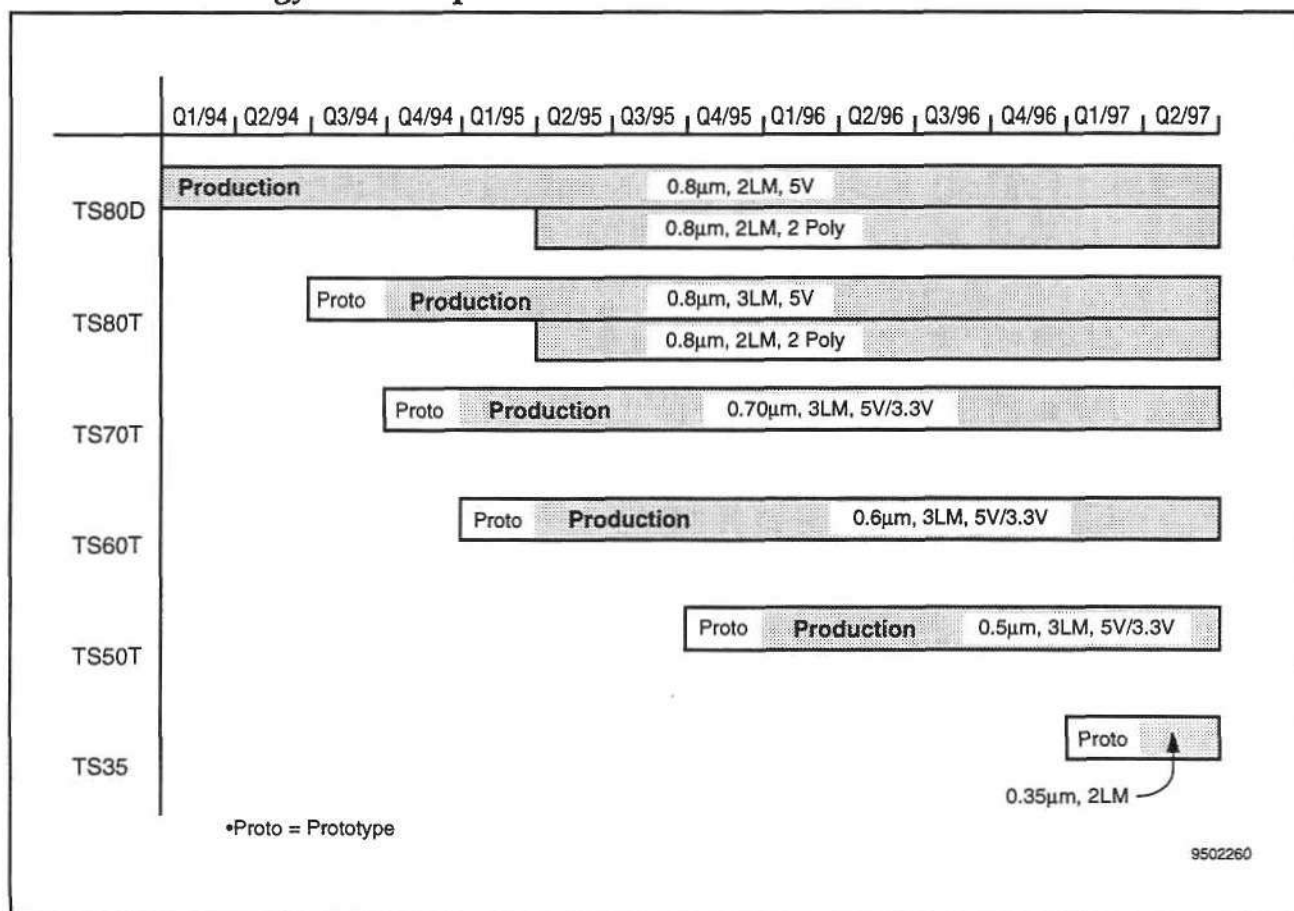 Q1/94 Q2/94 Q3/94 Q4/94 Q1/95 Q2/95 Q3/95 Q4/95 Q1/96 Q2/96 Q3/96 Q4/96 Q1/97 Q2/97
TS80D
Production 0.8µm, 2LM, 5V
0.8µm, 2LM, 2 Poly
TS80T
Proto Production 0.8µm, 3LM, 5V
0.8µm, 2LM, 2 Poly
TS70T
Proto Production 0.70µm, 3LM, 5V/3.3V
TS60T
Proto Production 0.6µm, 3LM, 5V/3.3V
TS50T
Proto Production 0.5µm, 3LM, 5V/3.3V
TS35
Proto
0.35µm, 2LM
•Proto = Prototype
9502260